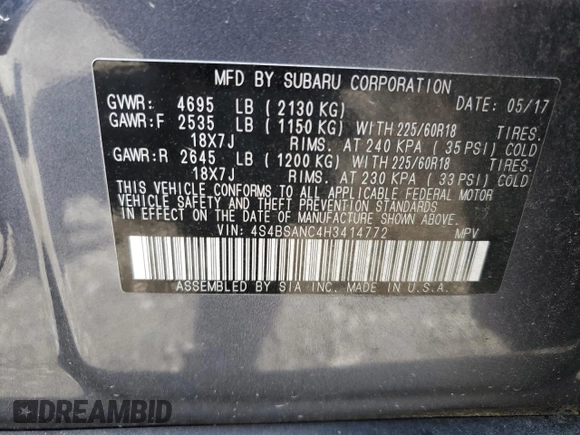 MFD BY SUBARU CORPORATION
GVWR: 4695 LB ( 2130 KG) DATE: 05/17
GAWR:F 2535 LB ( 1150 KG) WITH 225/60R18 TIRES.
18X7J RIMS. AT 240 KPA ( 35 PSI) COLD
GAWR:R 2645 LB ( 1200 KG) WITH 225/60R18 TIRES.
18X7J RIMS. AT 230 KPA ( 33 PSI) COLD
THIS VEHICLE CONFORMS TO ALL APPLICABLE FEDERAL MOTOR
VEHICLE SAFETY AND THEFT PREVENTION STANDARDS
IN EFFECT ON THE DATE OF MANUFACTURE SHOWN ABOVE.
VIN: 4S4BSANC4H3414772 MPV
ASSEMBLED BY SIA INC. MADE IN U.S.A.
DREAMBID